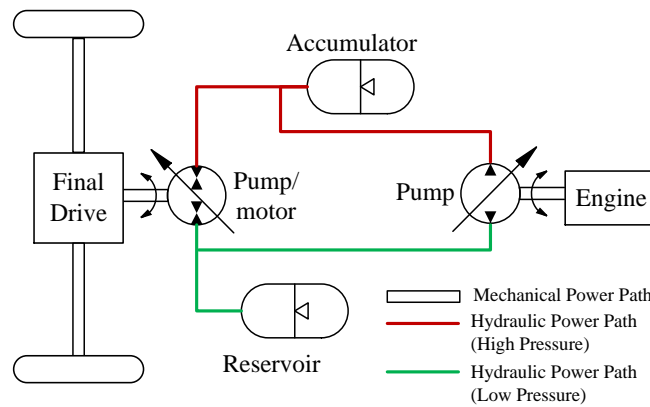 Accumulator
Final
Drive
Pump/
motor
Pump
Engine
Reservoir
Mechanical Power Path
Hydraulic Power Path
(High Pressure)
Hydraulic Power Path
(Low Pressure)